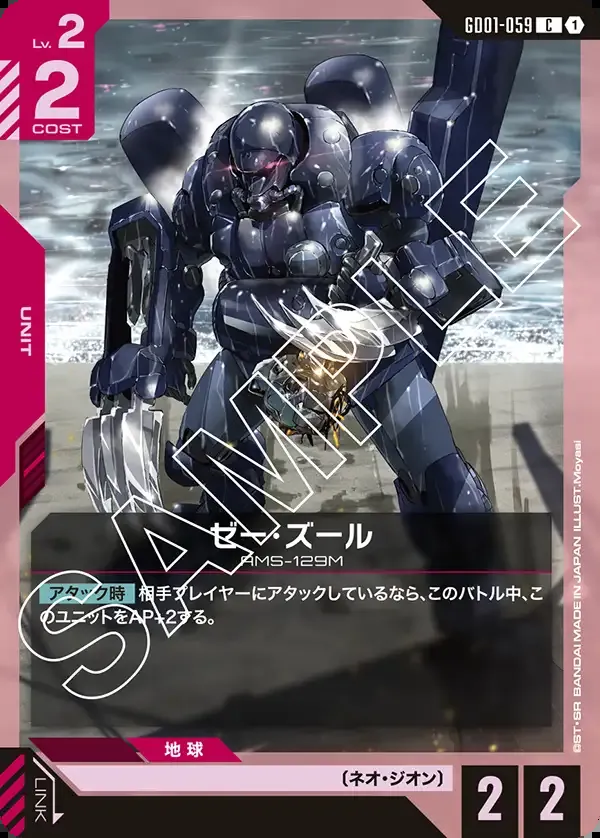 Lv. 2
2
COST
GD01-059 C 1
UNIT
SAMPLE
ゼー・ズール
AMS-129M
アタック時 相手プレイヤーにアタックしているなら、このバトル中、こ
のユニットをAP+2する。
©ST・SR BANDAI MADE IN JAPAN ILLUST.Moyasi
地球
LINK
〔ネオ・ジオン〕
2 2